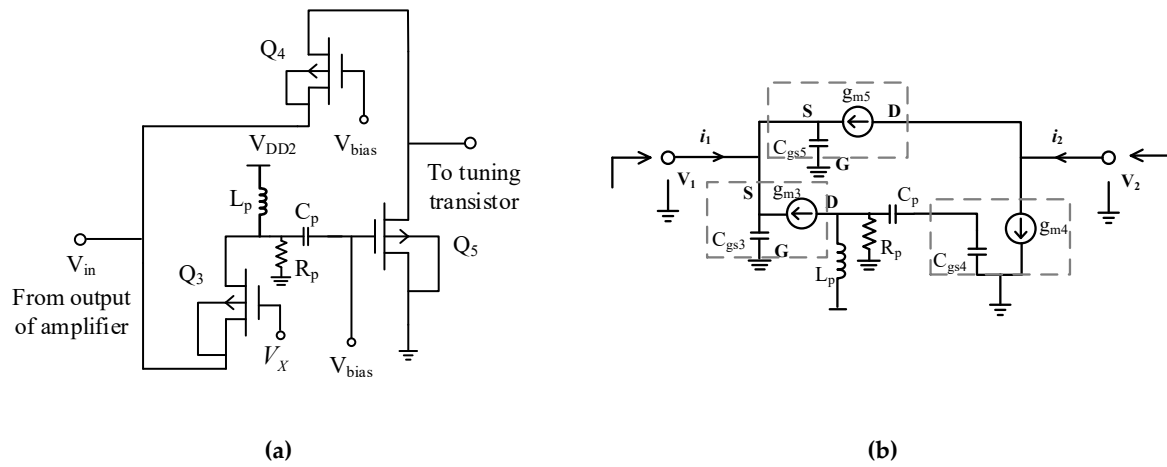 Q4
Vbias
VDD2
Lp
Cp
Rp
Q3
Q5
Vin
From output
of amplifier
To tuning
transistor
VX
Vbias
(a)
gm5
S
D
Cgs5
G
i1
i2
V1
V2
S
gm3
D
Cp
Cgs3
G
Lp
Rp
Cgs4
gm4
(b)